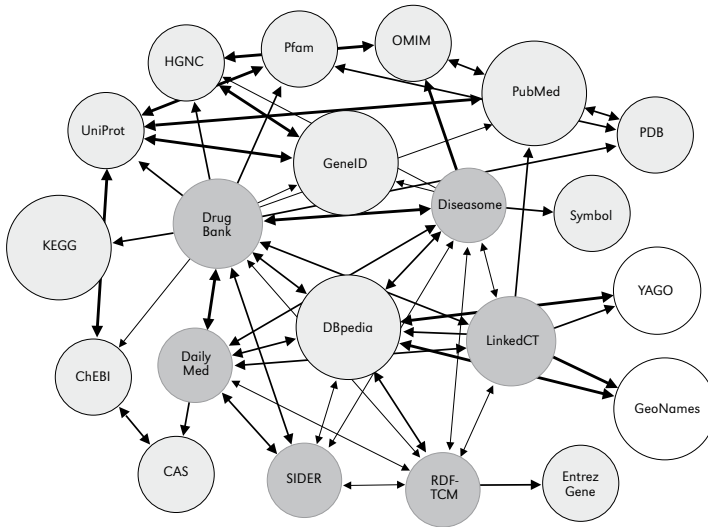 OMIM
Pfam
HGNC
PubMed
UniProt
PDB
GeneID
Diseasome
Symbol
Drug
Bank
KEGG
YAGO
DBpedia
LinkedCT
Daily
Med
ChEBI
GeoNames
CAS
SIDER
RDF-
TCM
Entrez
Gene